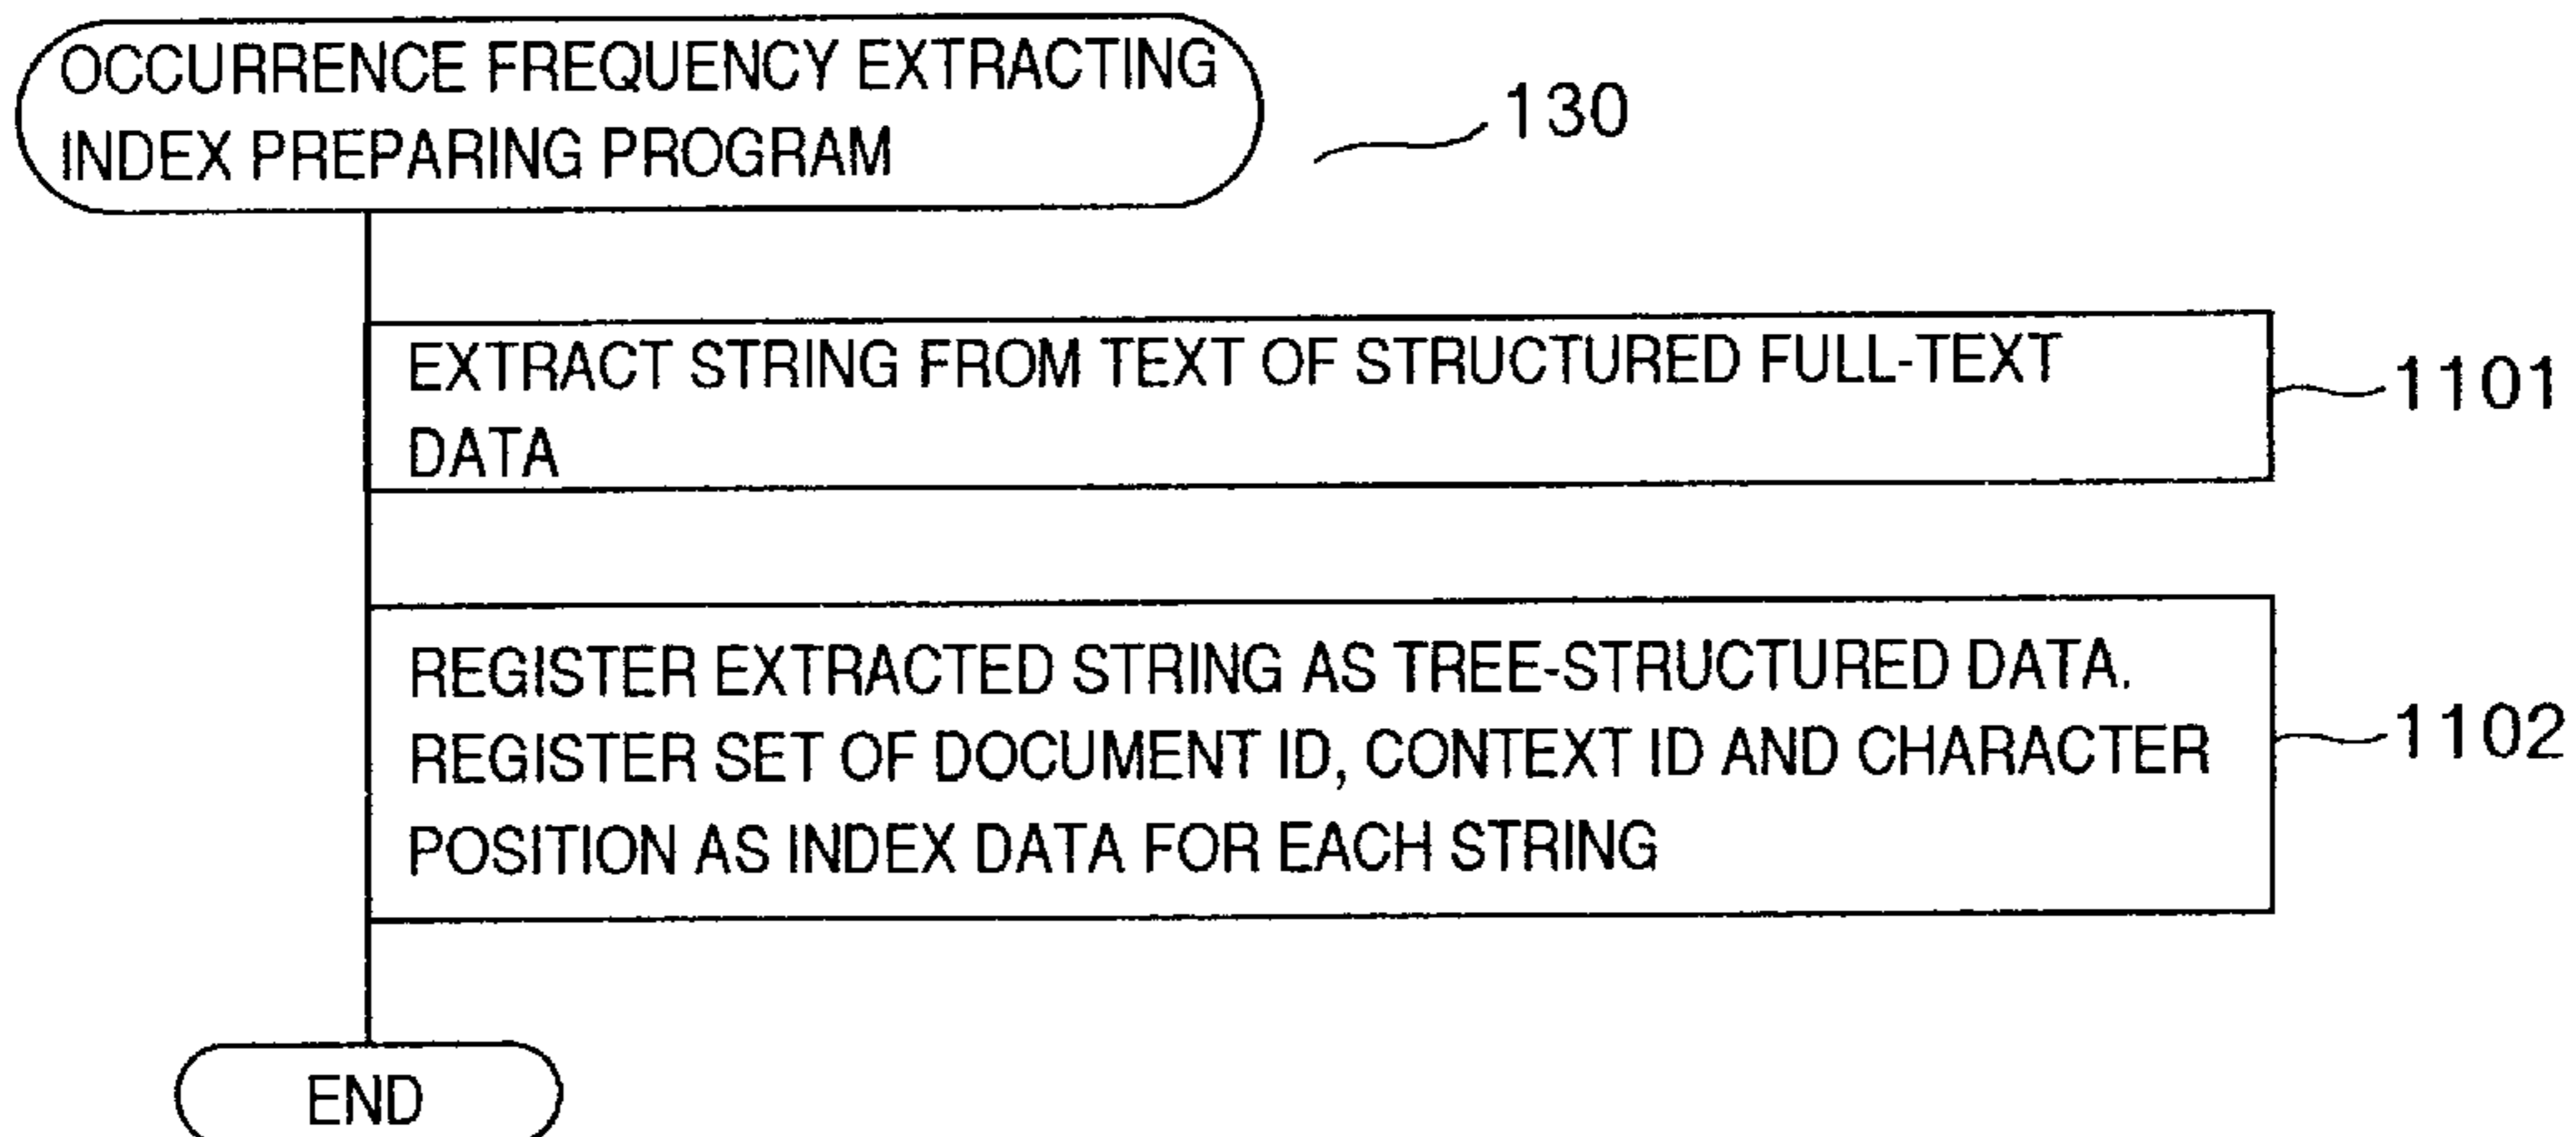 OCCURRENCE FREQUENCY EXTRACTING
INDEX PREPARING PROGRAM
130
EXTRACT STRING FROM TEXT OF STRUCTURED FULL-TEXT
DATA
1101
REGISTER EXTRACTED STRING AS TREE-STRUCTURED DATA.
REGISTER SET OF DOCUMENT ID, CONTEXT ID AND CHARACTER
POSITION AS INDEX DATA FOR EACH STRING
1102
END